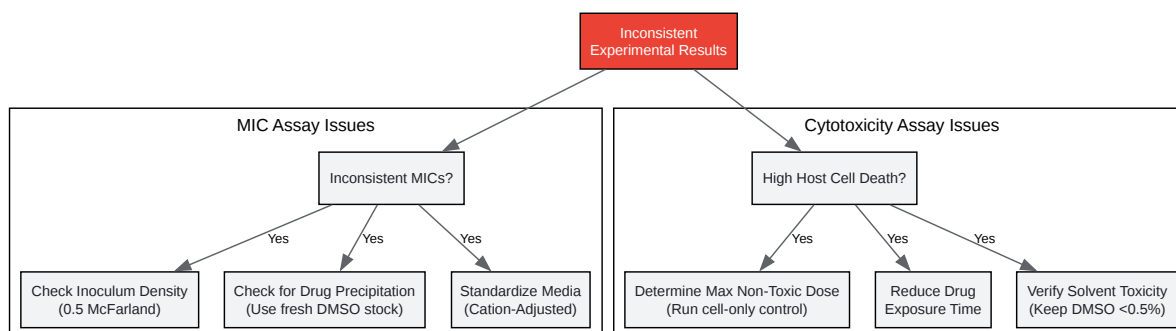 Inconsistent
Experimental Results
MIC Assay Issues
Cytotoxicity Assay Issues
Inconsistent MICs?
High Host Cell Death?
Yes
Yes
Yes
Yes
Yes
Yes
Check Inoculum Density
(0.5 McFarland)
Check for Drug Precipitation
(Use fresh DMSO stock)
Standardize Media
(Cation-Adjusted)
Determine Max Non-Toxic Dose
(Run cell-only control)
Reduce Drug
Exposure Time
Verify Solvent Toxicity
(Keep DMSO <0.5%)